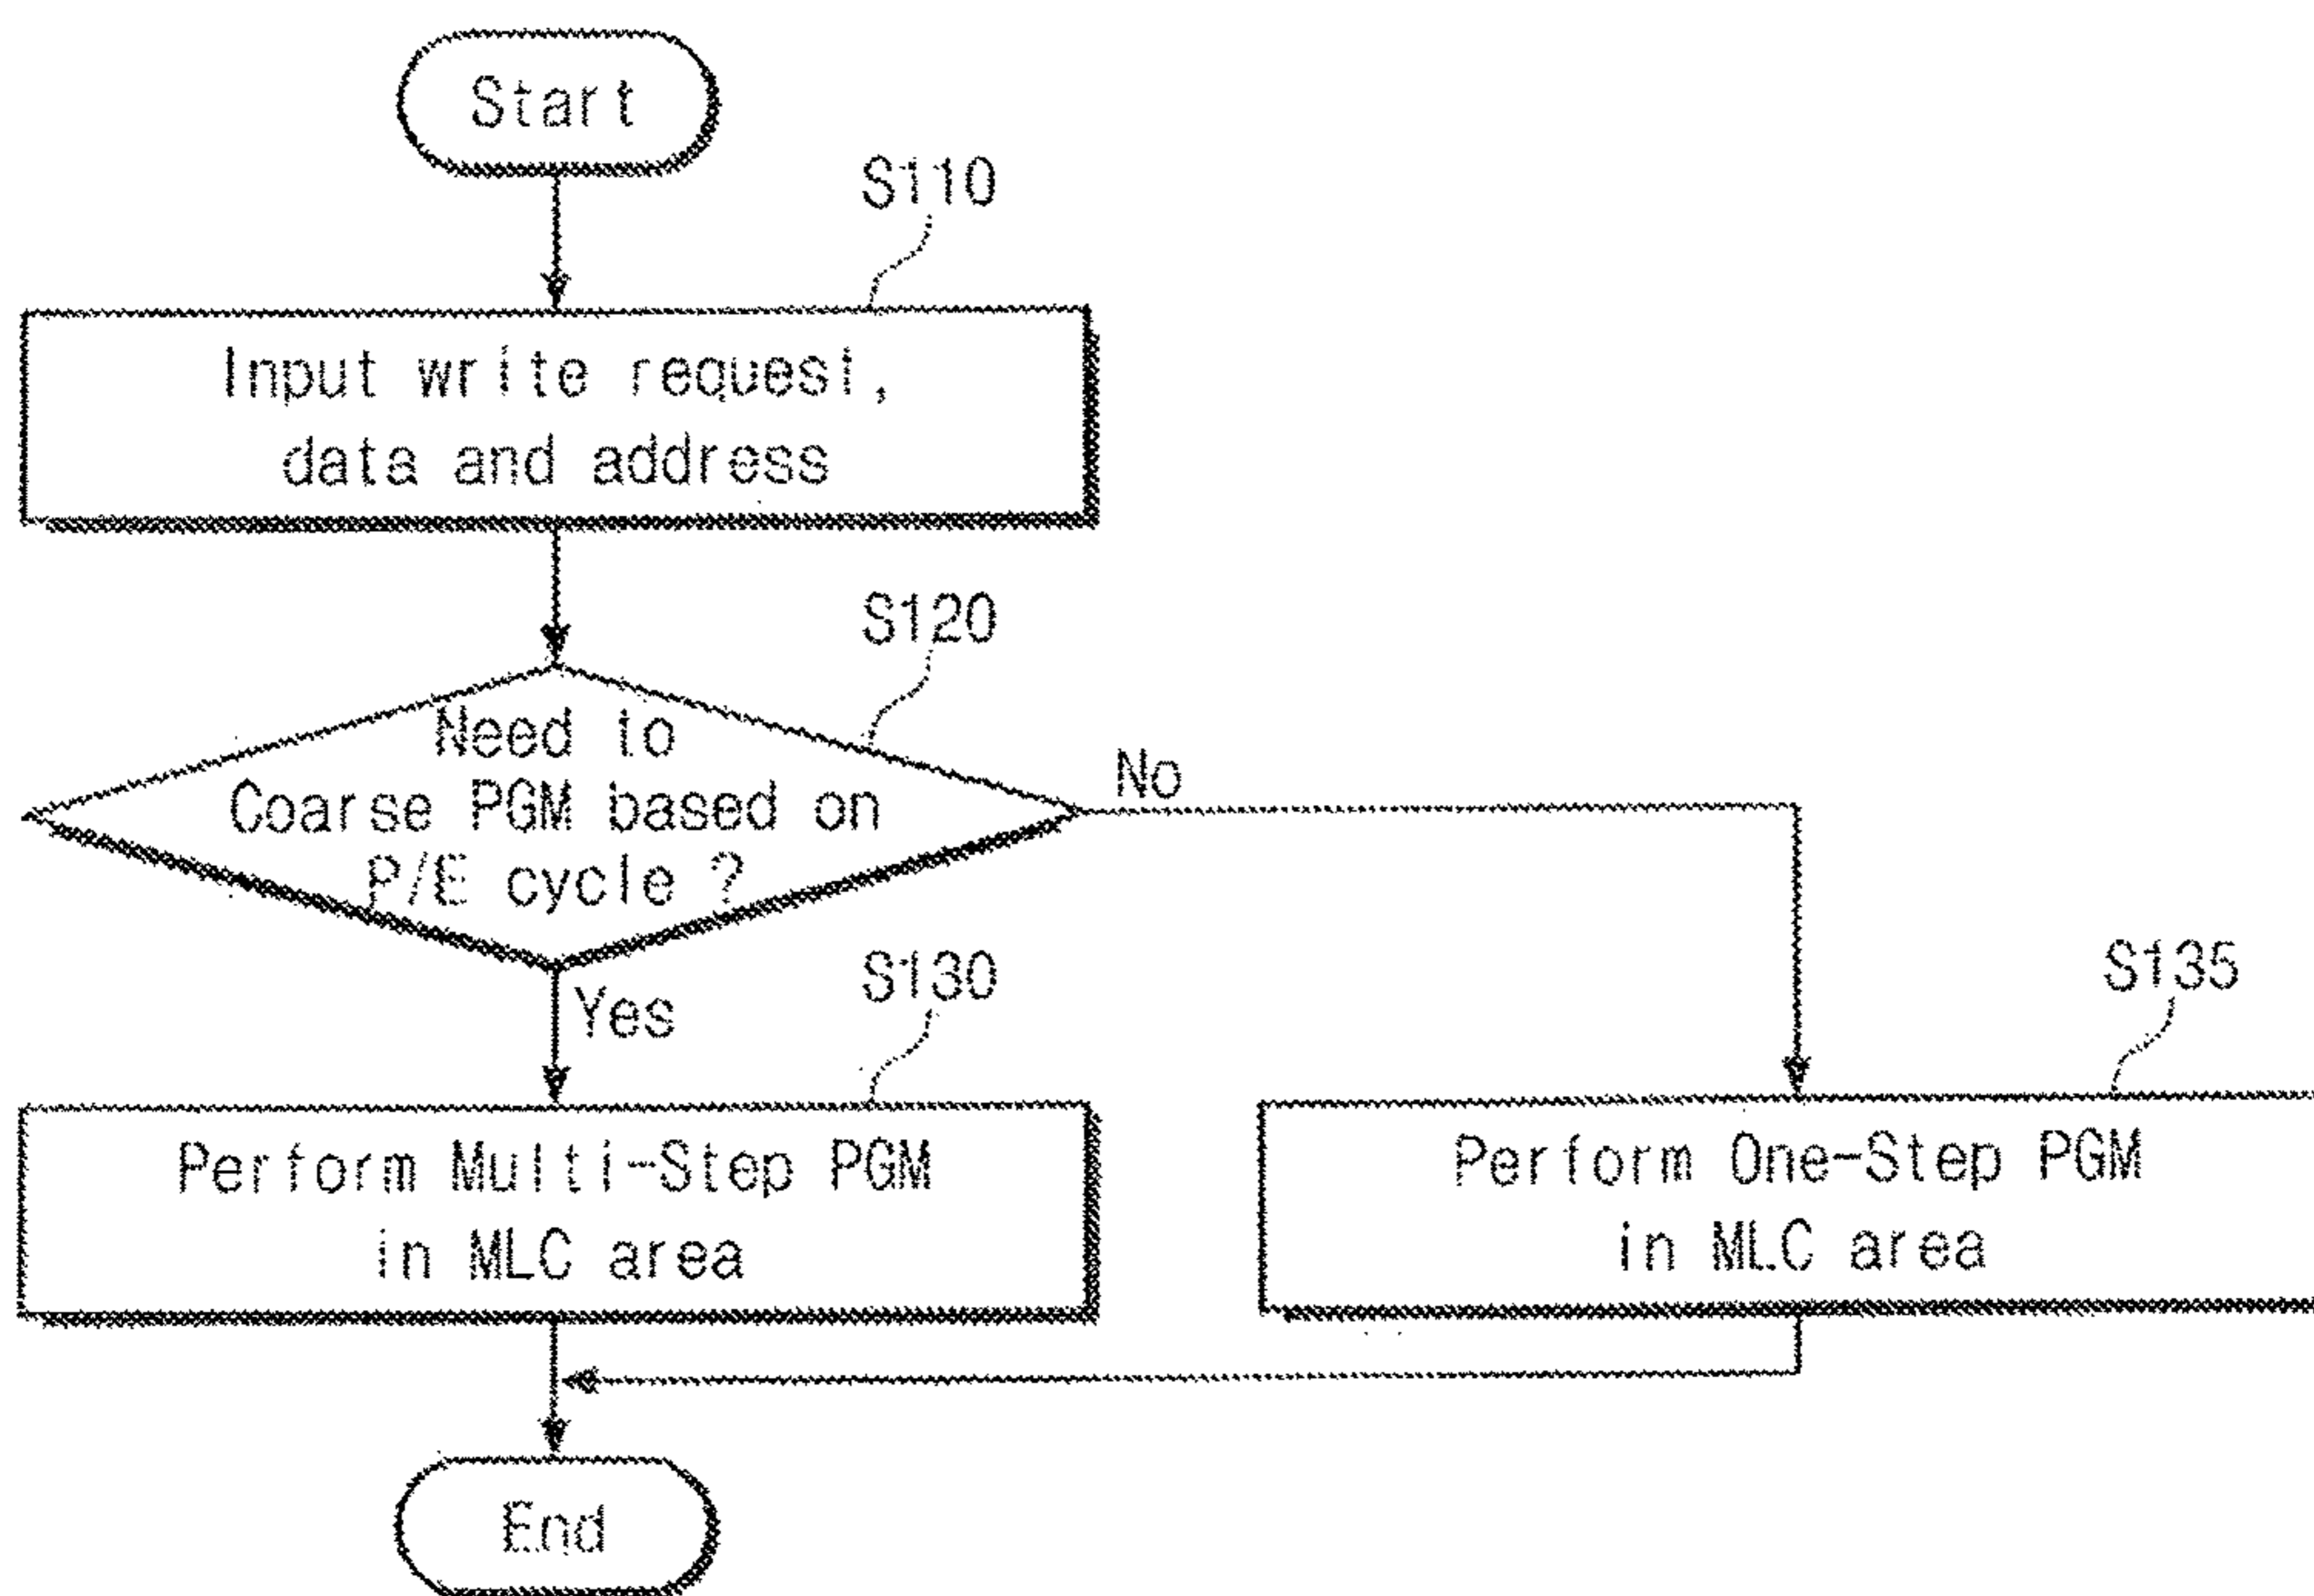 Start
S110
Input write request,
data and address
S120
Need to
Coarse PGM based on
P/E cycle ?
No
Yes
S130
S135
Perform Multi-Step PGM
in MLC area
Perform One-Step PGM
in MLC area
End